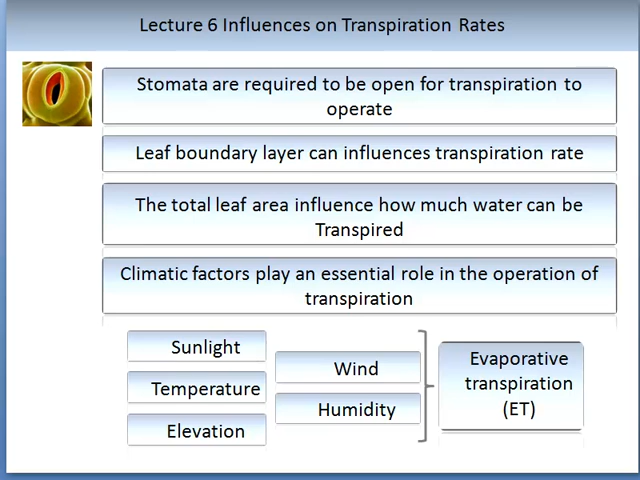 Lecture 6 Influences on Transpiration Rates
Stomata are required to be open for transpiration to
operate
Leaf boundary layer can influences transpiration rate
The total leaf area influence how much water can be
Transpired
Climatic factors play an essential role in the operation of
transpiration
Sunlight
Temperature
Elevation
Wind
Humidity
Evaporative
transpiration
(ET)